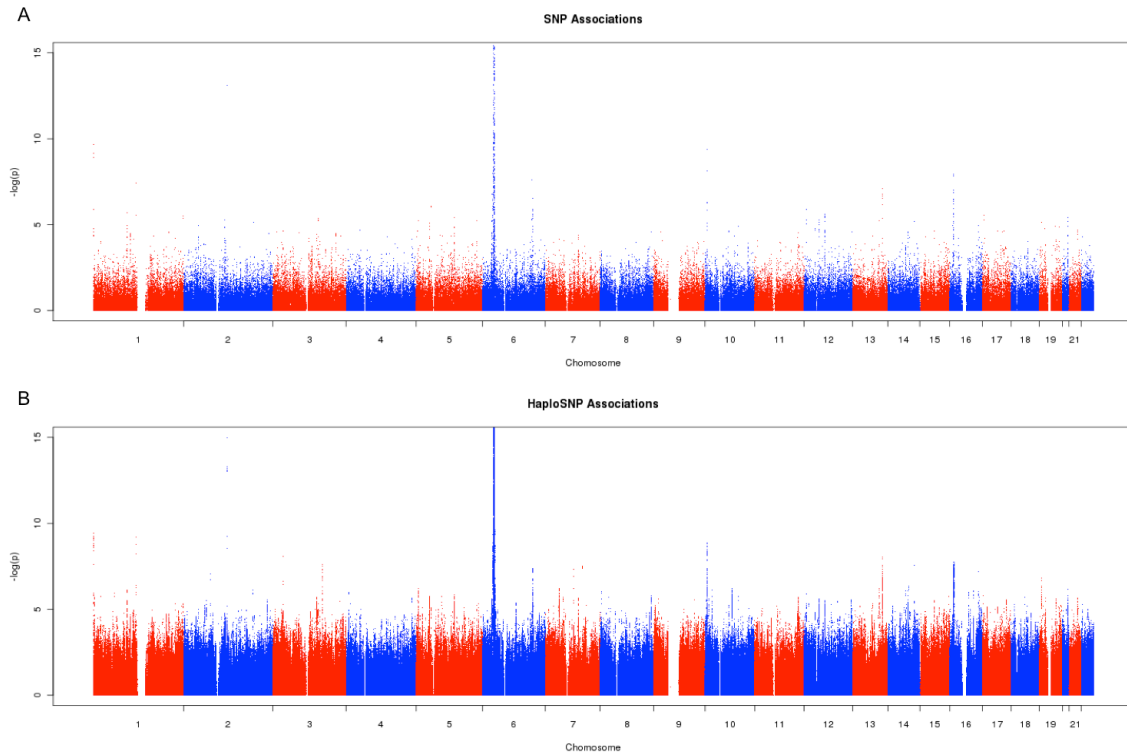 A
SNP Associations
15
10
5
0
-log(p)
1 2 3 4 5 6 7 8 9 10 11 12 13 14 15 16 17 18 19 21
Chomosome
B
HaploSNP Associations
15
10
5
0
-log(p)
1 2 3 4 5 6 7 8 9 10 11 12 13 14 15 16 17 18 19 21
Chomosome